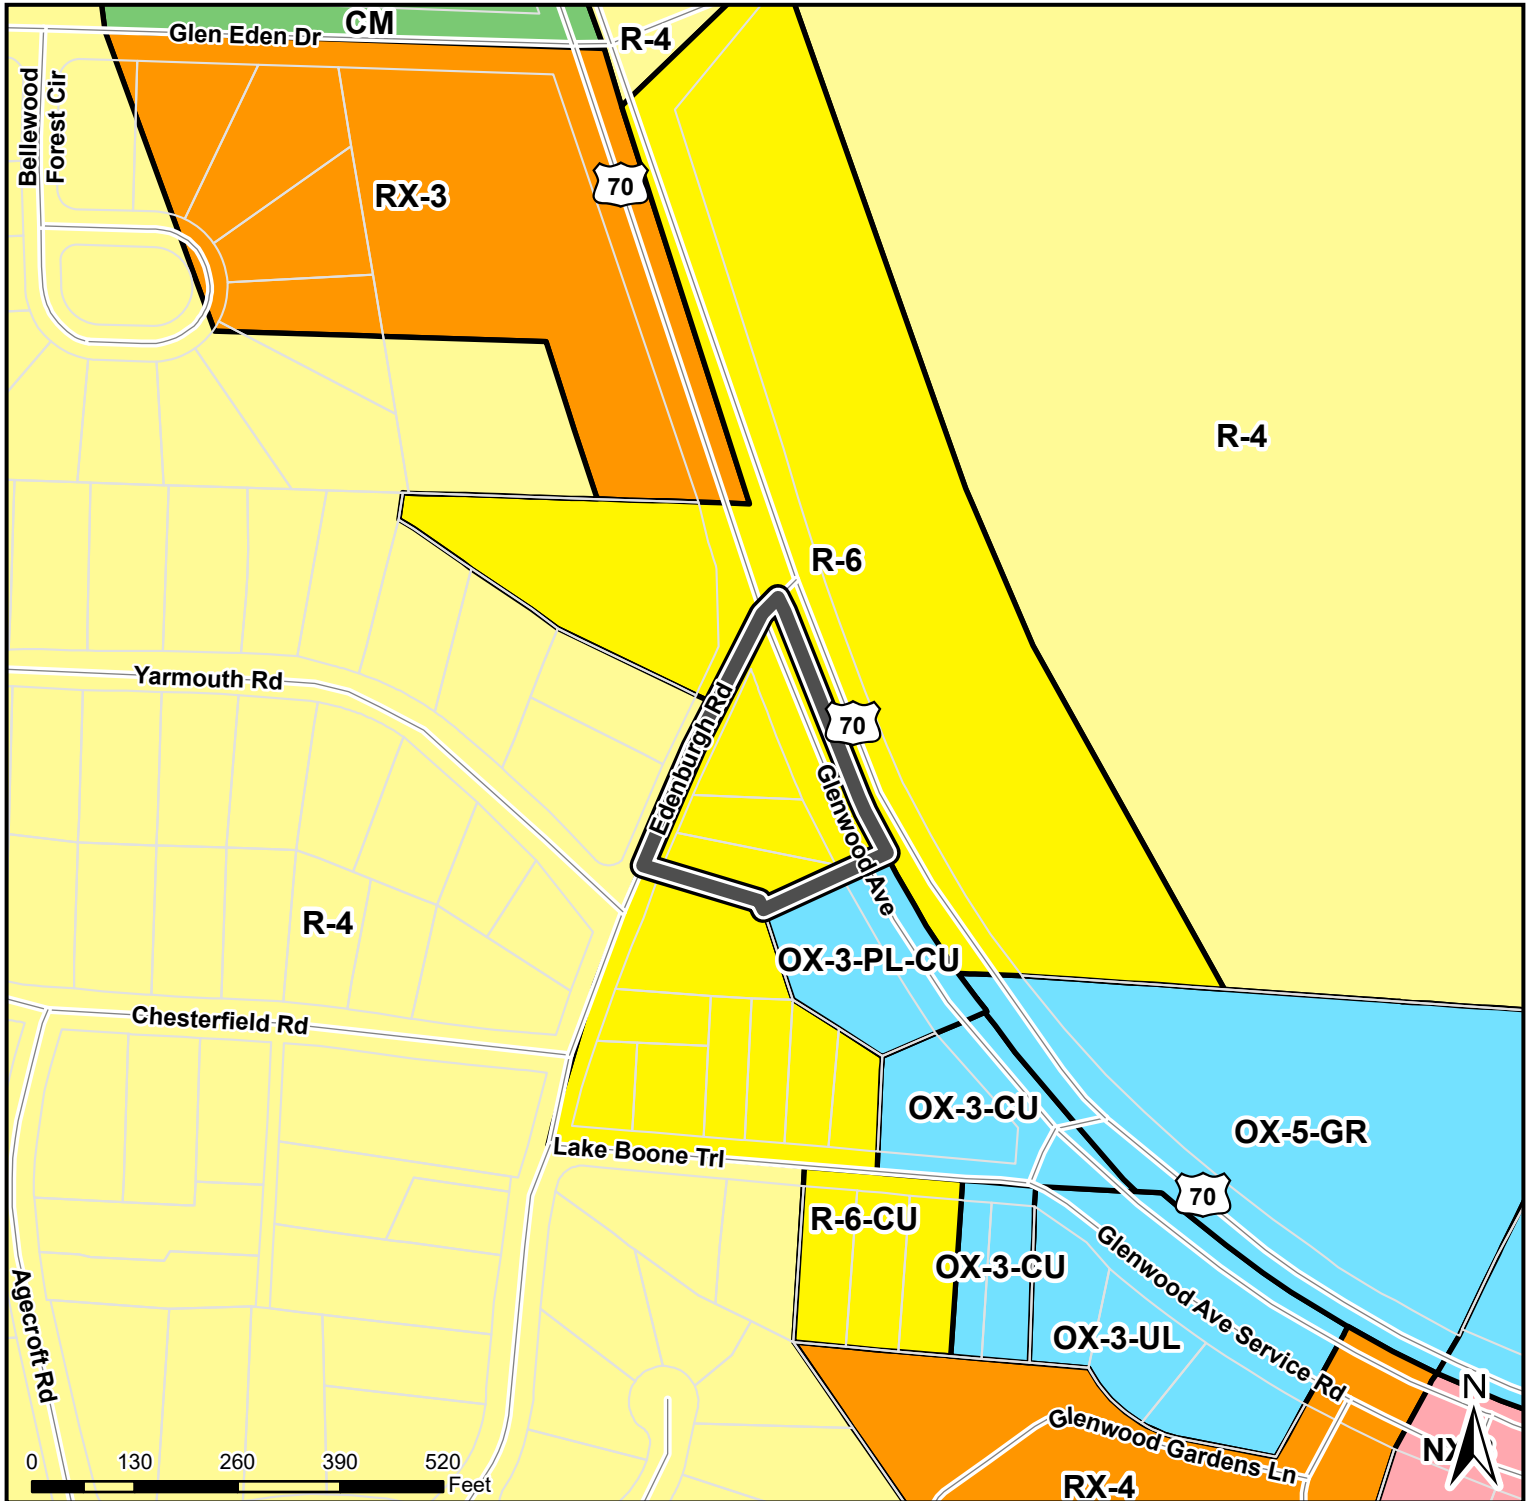 CM
Glen Eden Dr
R-4
Bellewood
Forest Cir
70
RX-3
R-4
R-6
Yarmouth Rd
Edenburgh Rd
70
Glenwood Ave
R-4
OX-3-PL-CU
Chesterfield Rd
OX-3-CU
OX-5-GR
Lake Boone Trl
70
R-6-CU
OX-3-CU
Glenwood Ave Service Rd
OX-3-UL
Agecroft Rd
N
Glenwood Gardens Ln
RX-4
0 130 260 390 520
Feet